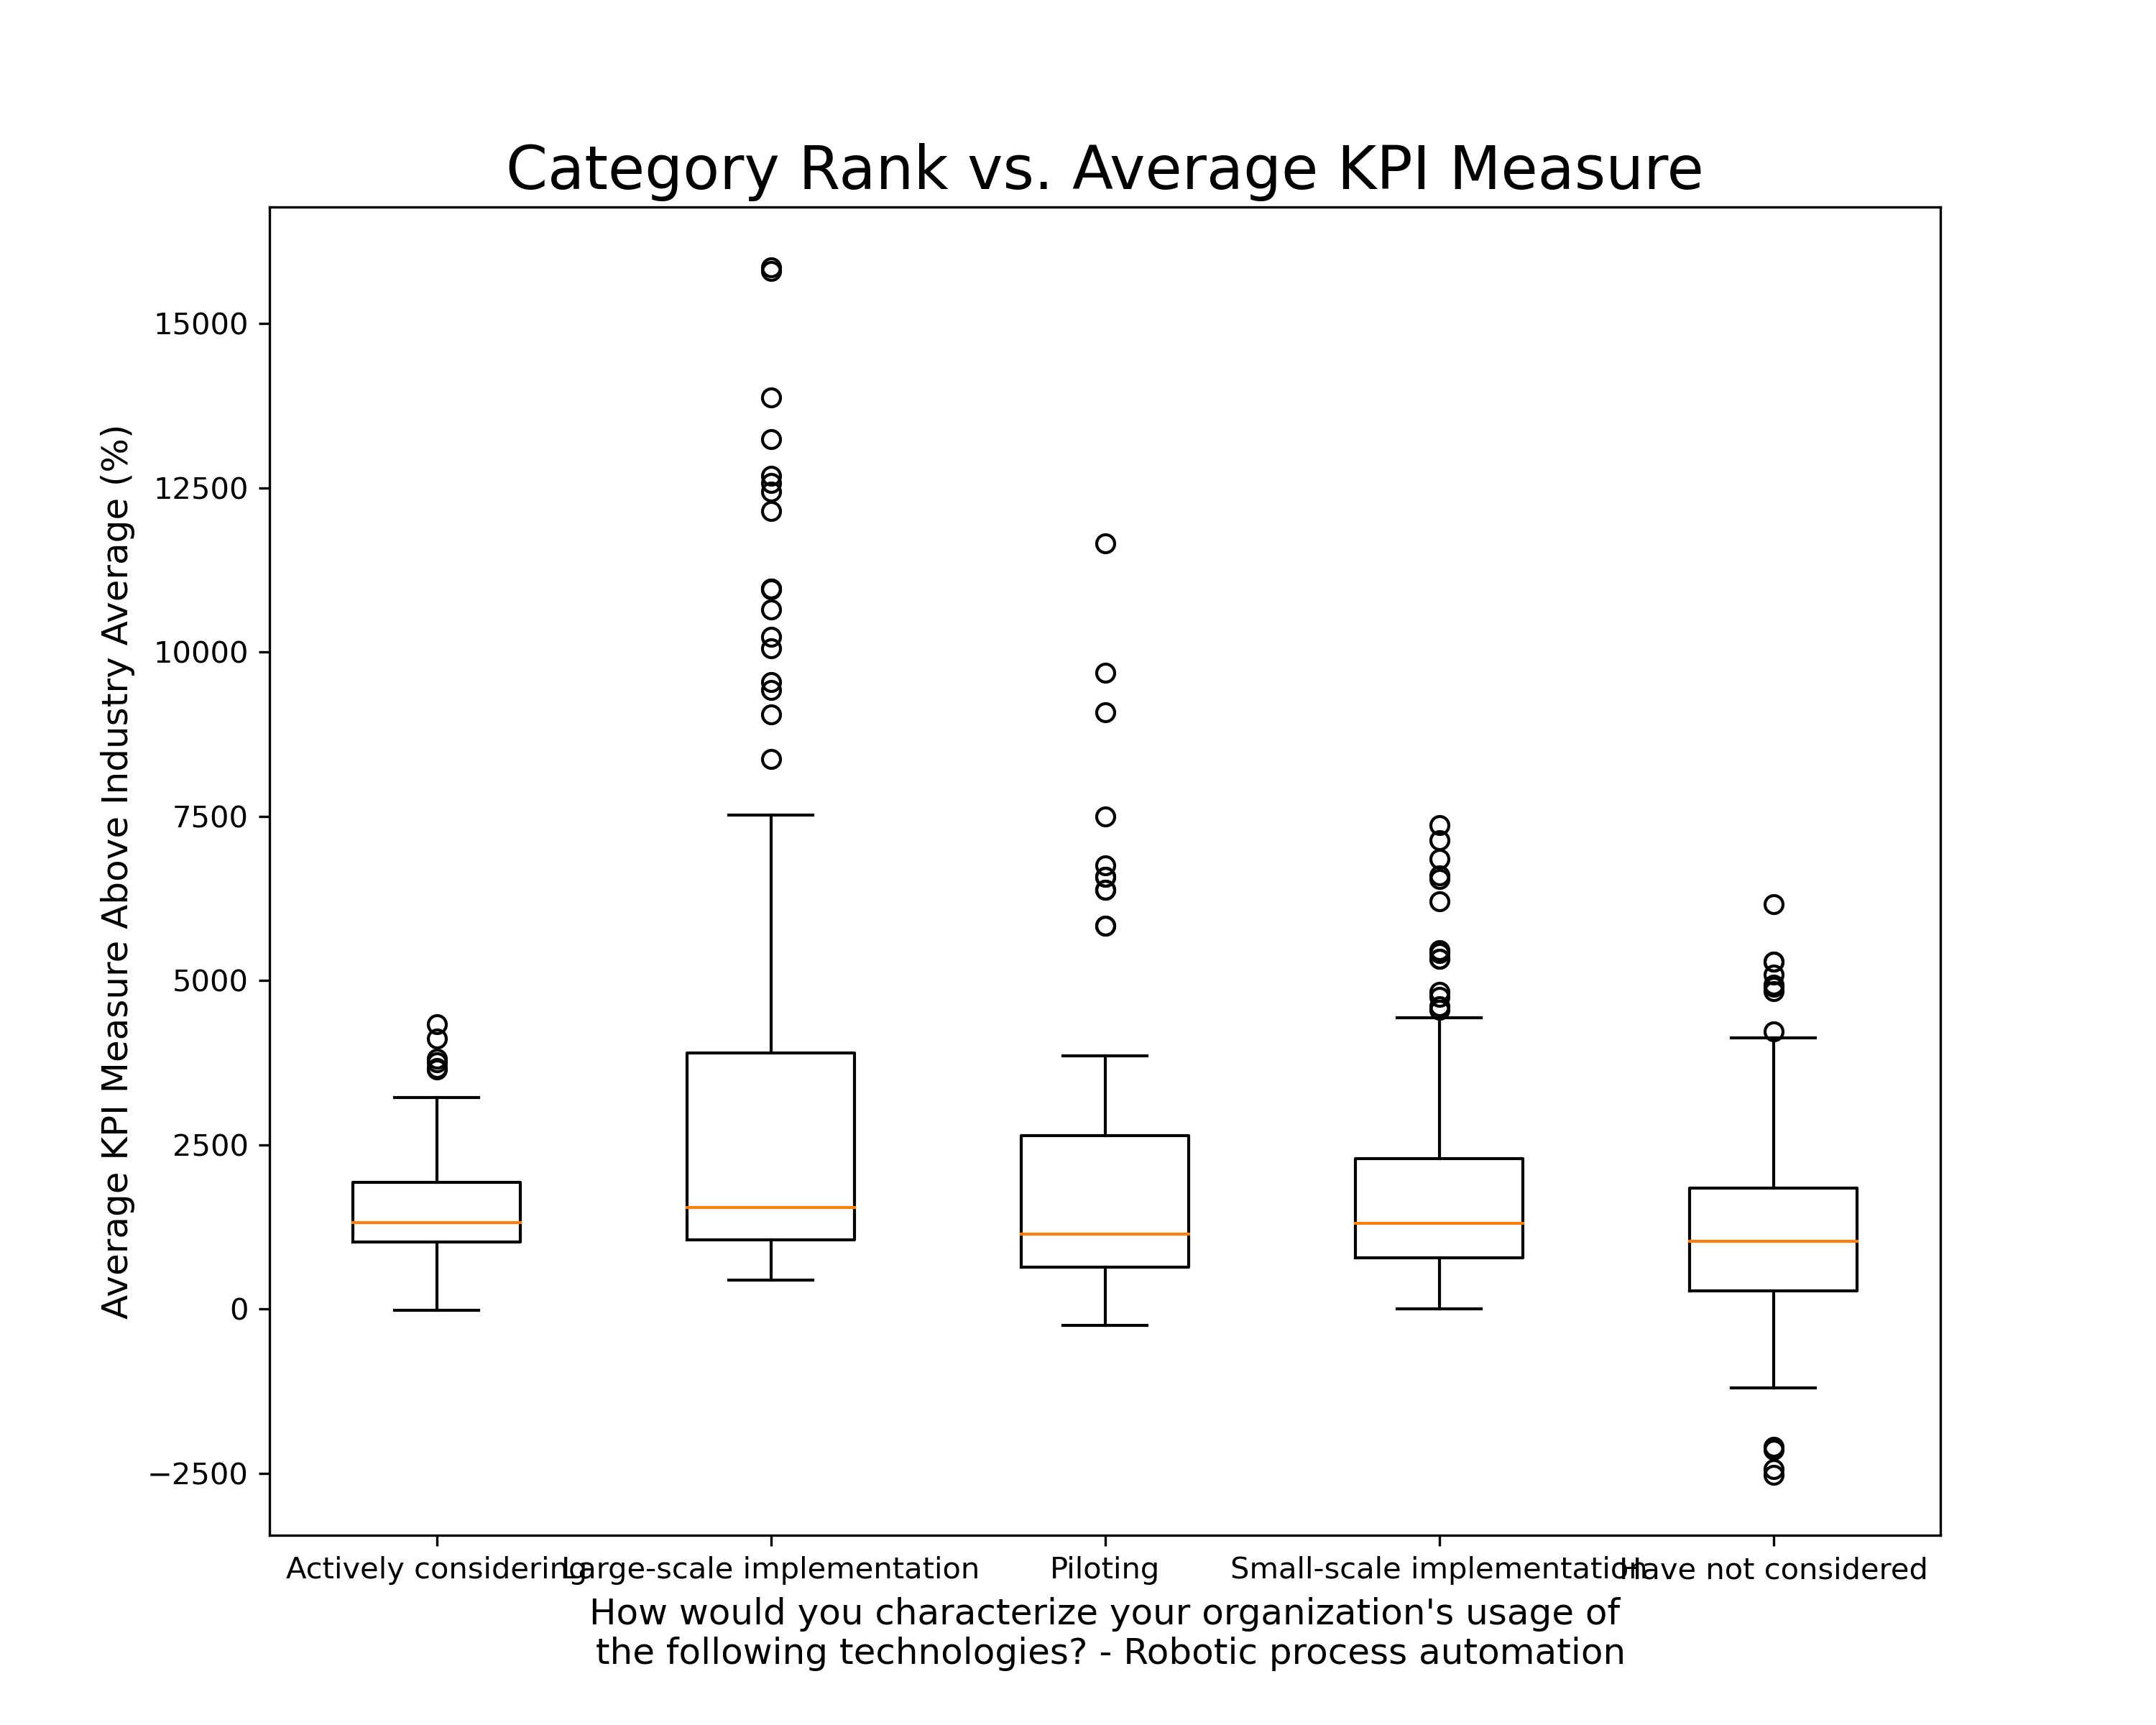 Category Rank vs. Average KPI Measure
Average KPI Measure Above Industry Average (%)
15000
12500
10000
7500
5000
2500
0
−2500
Actively considering
Large-scale implementation
Piloting
Small-scale implementation
Have not considered
How would you characterize your organization's usage of
the following technologies? - Robotic process automation